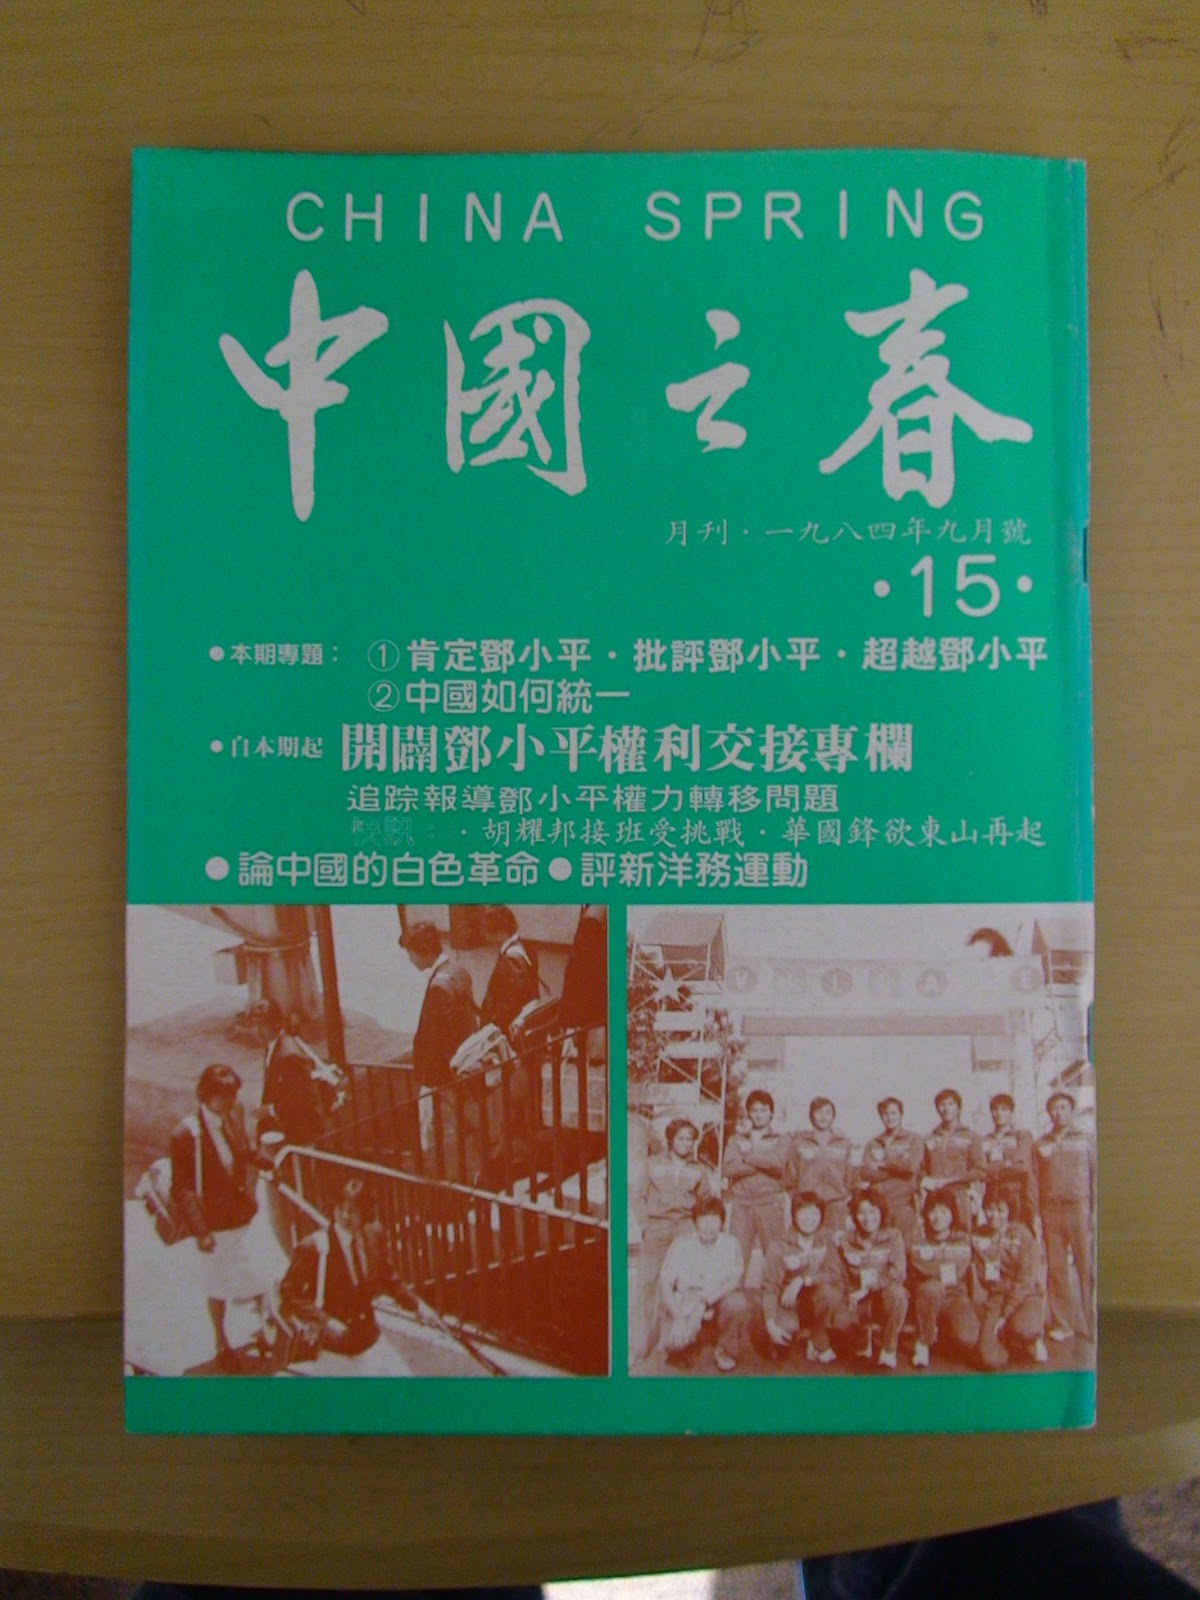 CHINA SPRING
中國之春
月刊·一九八四年九月號
·15·
●本期專題：①肯定鄧小平·批評鄧小平·超越鄧小平
②中國如何統一
●自本期起 開闢鄧小平權利交接專欄
追踪報導鄧小平權力轉移問題
快訊：·胡耀邦接班受挑戰·華國鋒欲東山再起
●論中國的白色革命●評新洋務運動